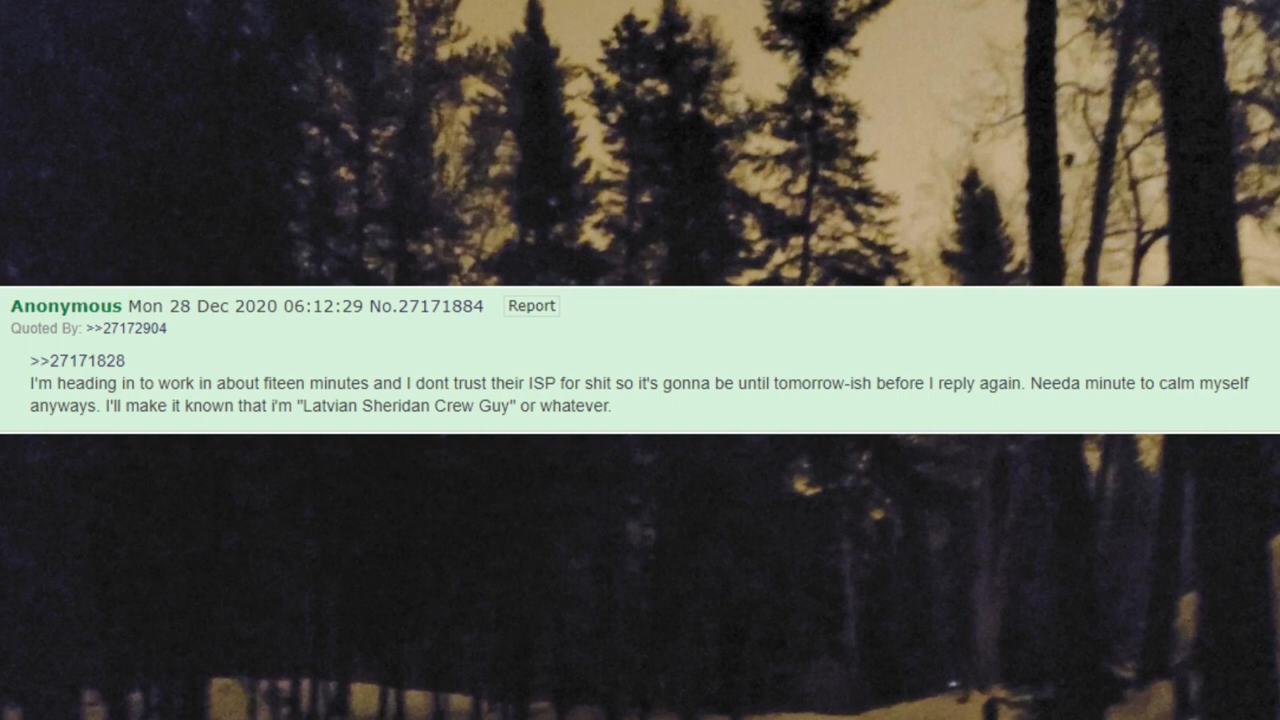 Anonymous Mon 28 Dec 2020 06:12:29 No.27171884 Report
Quoted By: >>27172904
>>27171828
I'm heading in to work in about fiteen minutes and I dont trust their ISP for shit so it's gonna be until tomorrow-ish before I reply again. Needa minute to calm myself
anyways. I'll make it known that i'm "Latvian Sheridan Crew Guy" or whatever.